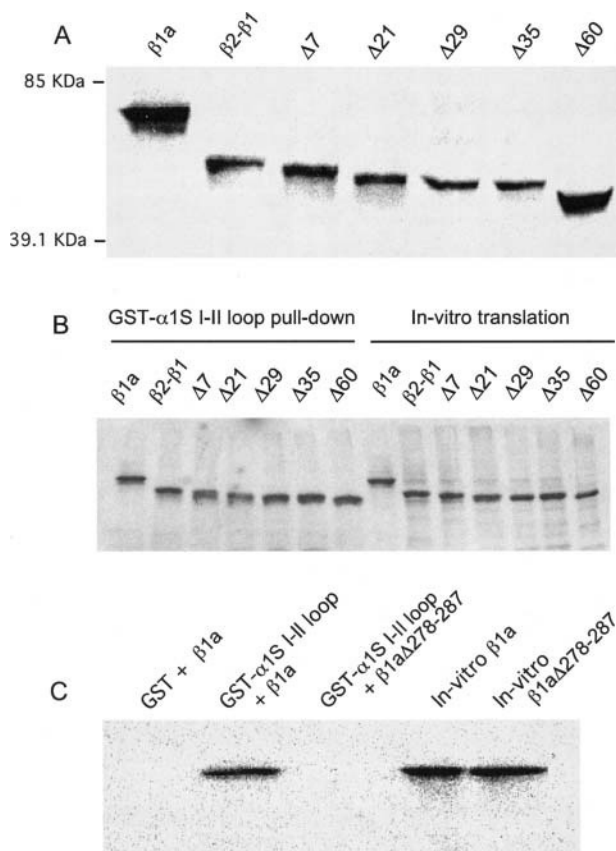 A
β1a β2-β1 Δ7 Δ21 Δ29 Δ35 Δ60
85 KDa
39.1 KDa
B
GST-α1S I-II loop pull-down In-vitro translation
β1a β2-β1 Δ7 Δ21 Δ29 Δ35 Δ60 β1a β2-β1 Δ7 Δ21 Δ29 Δ35 Δ60
C
GST + β1a
GST-α1S I-II loop
+ β1a
GST-α1S I-II loop
+ β1aΔ278-287
In-vitro β1a
In-vitro
β1aΔ278-287